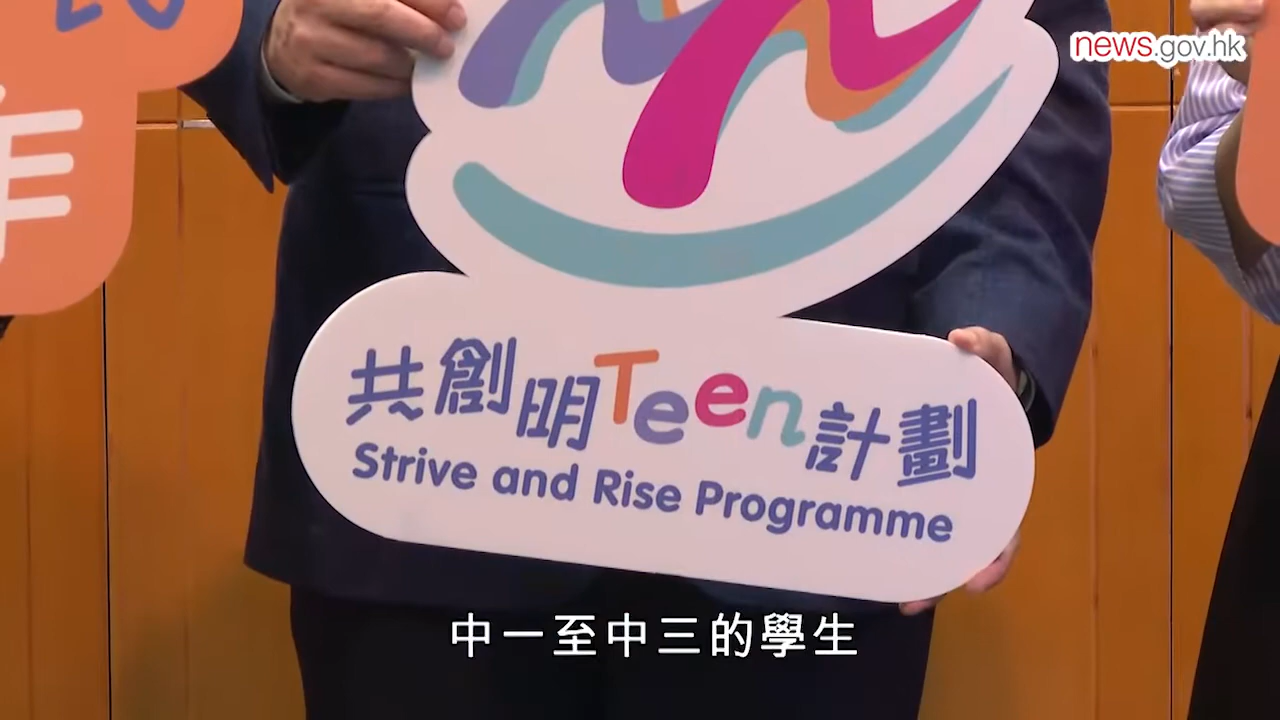 news.gov.hk
作
共創明Teen計劃
Strive and Rise Programme
中一至中三的學生